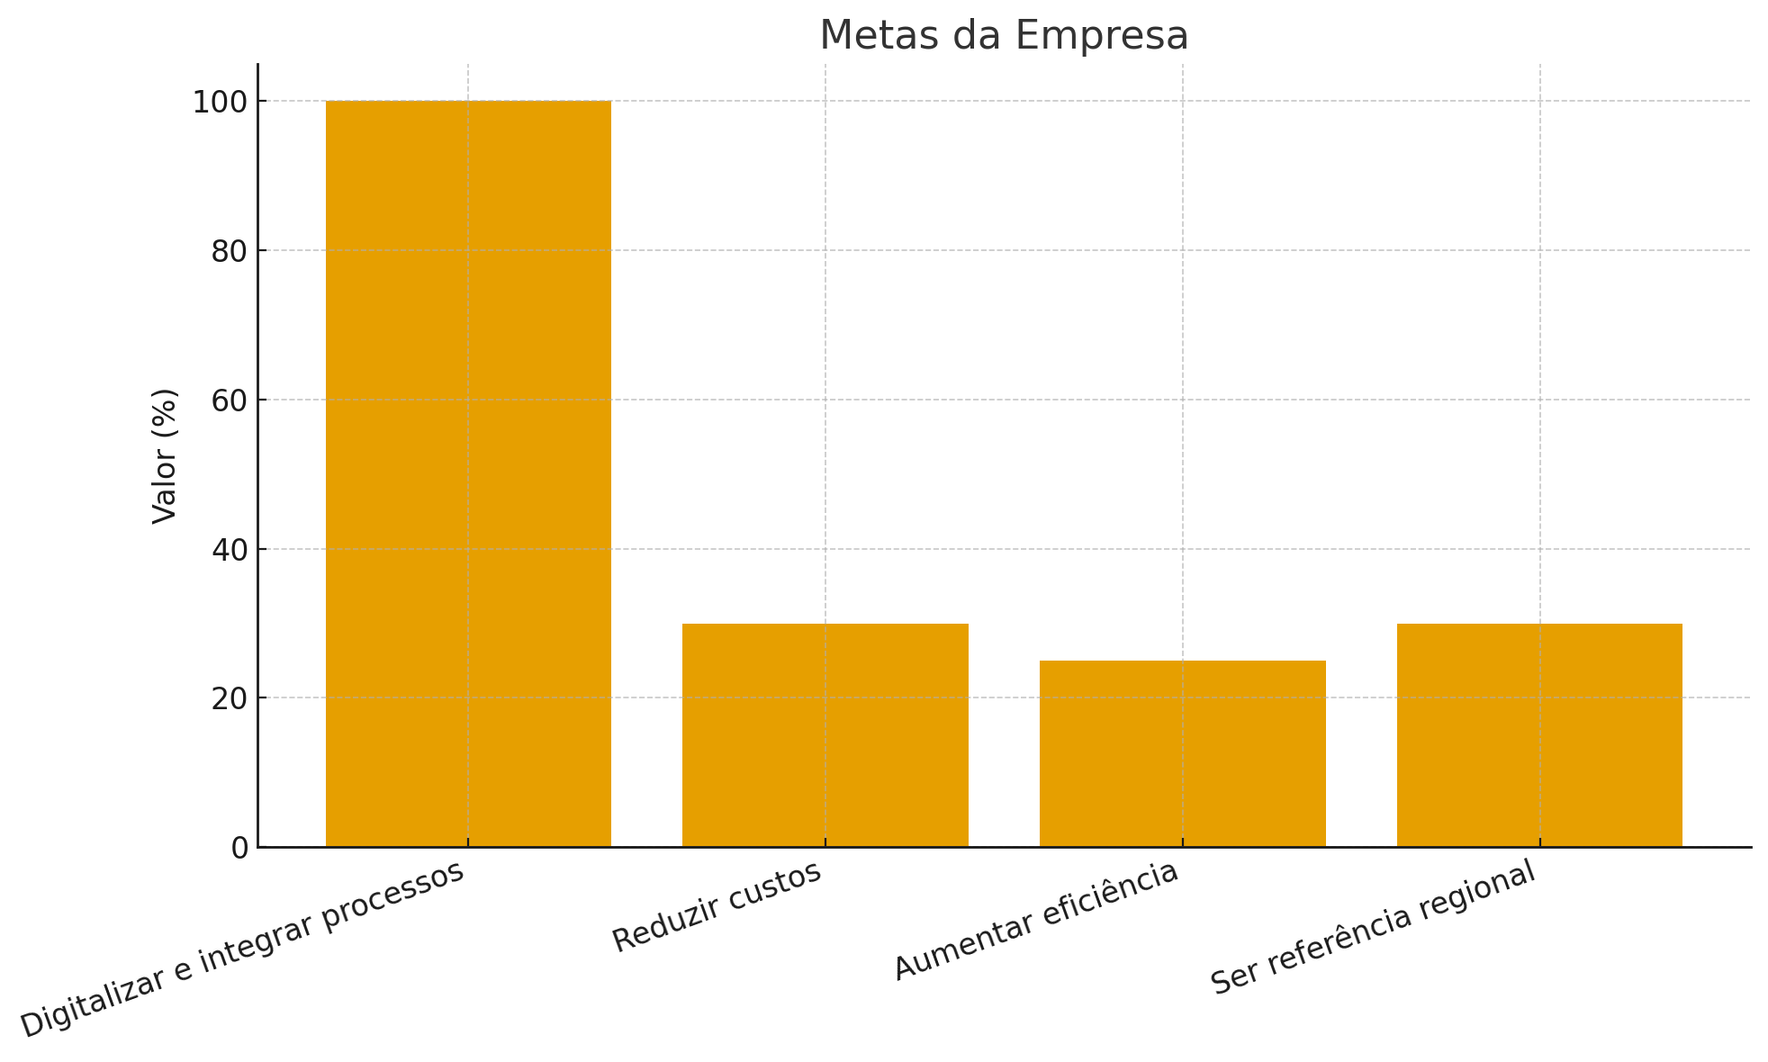 Metas da Empresa
Valor (%)
100
80
60
40
20
0
Digitalizar e integrar processos
Reduzir custos
Aumentar eficiência
Ser referência regional